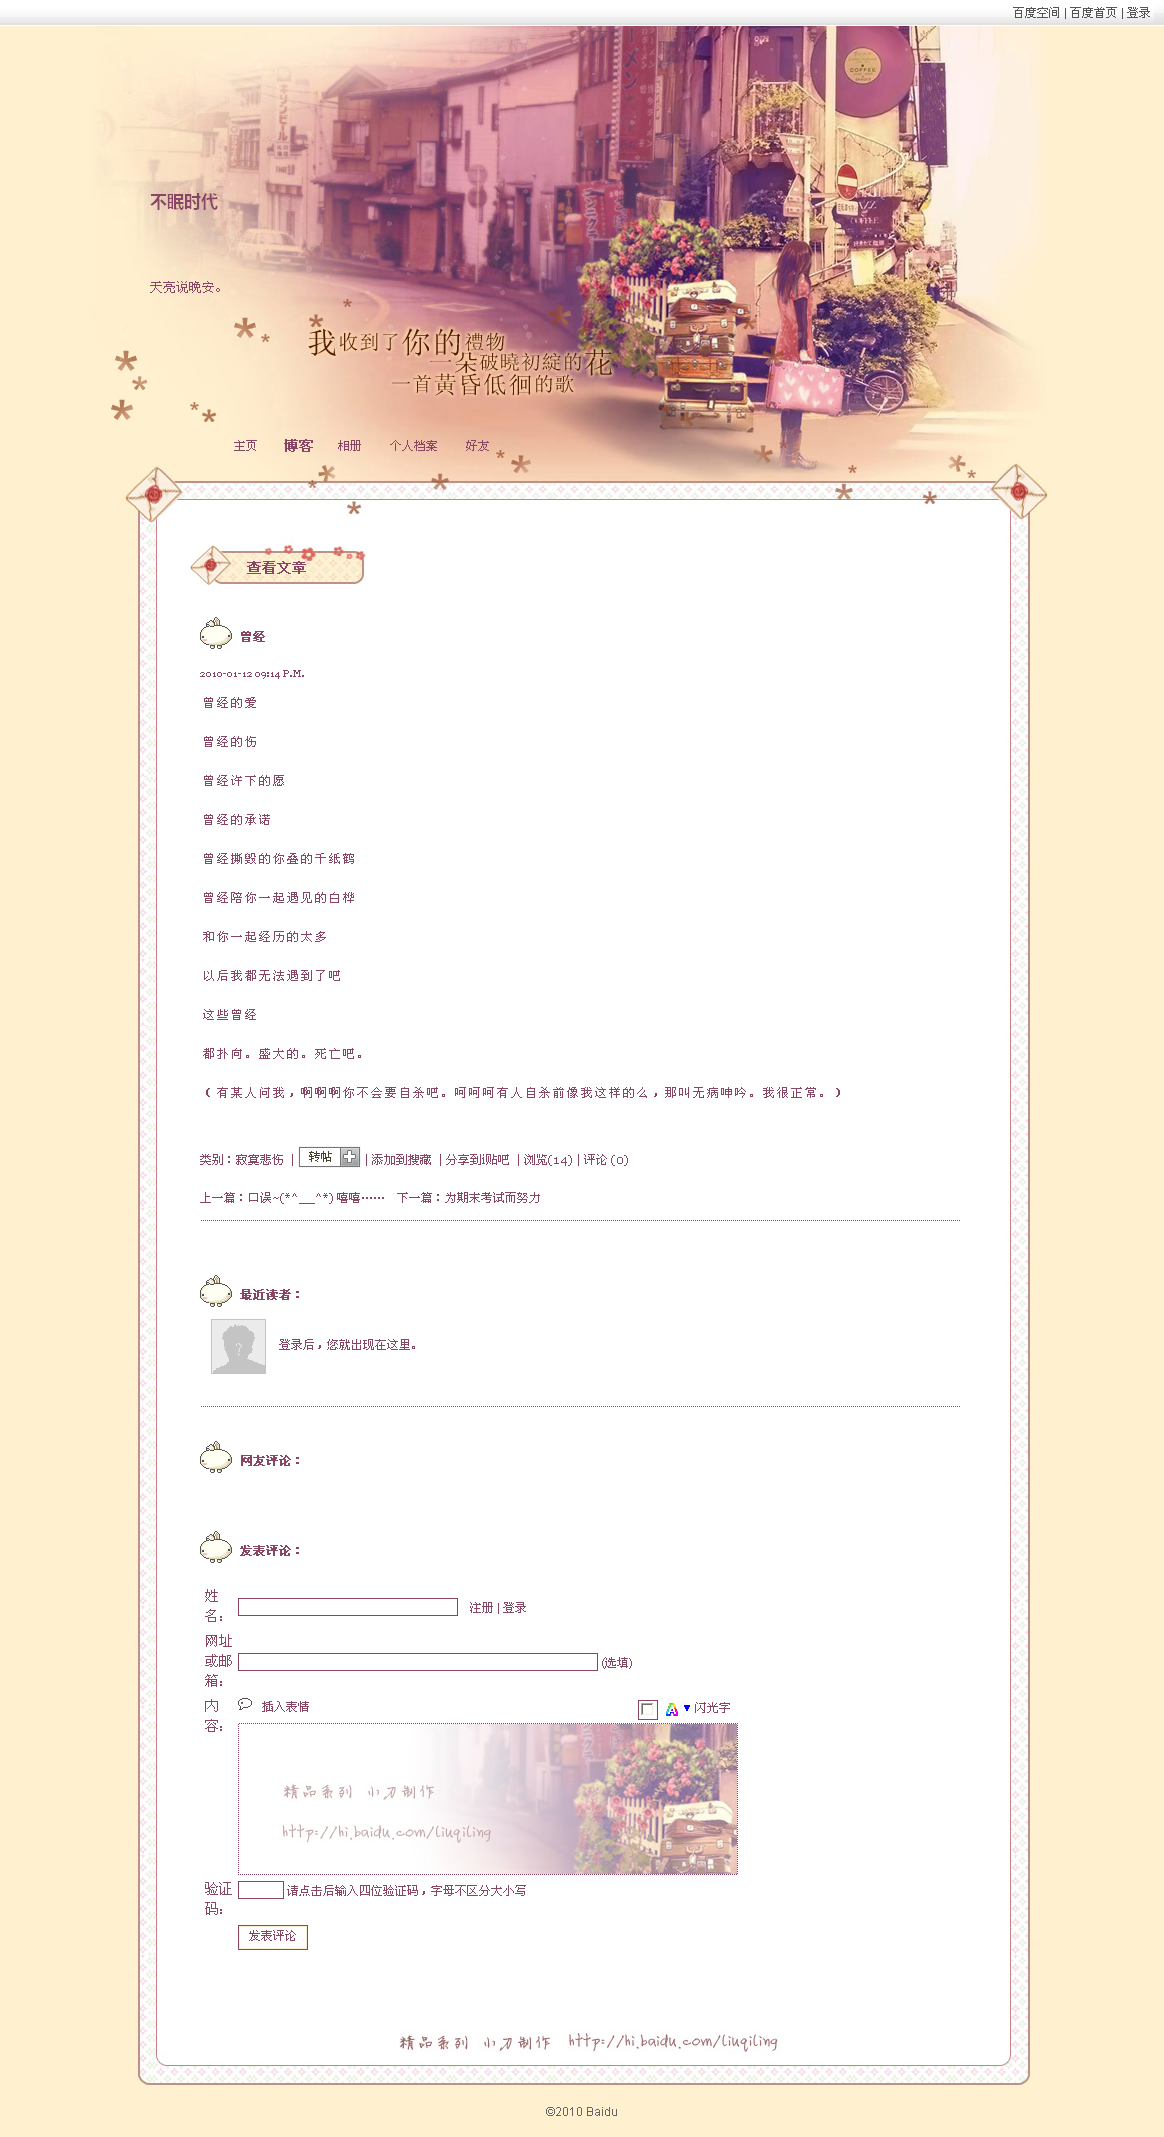 百度空间 | 百度首页 | 登录
メン
COFFEE
不眠时代
天亮说晚安。
我收到了你的禮物
一朵破曉初綻的花
一首黃昏低徊的歌
主页 博客 相册 个人档案 好友
查看文章
曾经
2010-01-12 09:14 P.M.
曾经的爱
曾经的伤
曾经许下的愿
曾经的承诺
曾经撕毁的你叠的千纸鹤
曾经陪你一起遇见的白桦
和你一起经历的太多
以后我都无法遇到了吧
这些曾经
都扑向。盛大的。死亡吧。
（有某人问我，啊啊啊你不会要自杀吧。呵呵呵有人自杀前像我这样的么，那叫无病呻吟。我很正常。）
类别：寂寞悲伤 | 转帖 | 添加到搜藏 | 分享到i贴吧 | 浏览(14) | 评论 (0)
上一篇：口误~(*^__^*) 嘻嘻…… 下一篇：为期末考试而努力
最近读者：
登录后，您就出现在这里。
网友评论：
发表评论：
姓名： 注册 | 登录
网址或邮箱： (选填)
内容： 插入表情 A 闪光字
精品系列 小刀制作
http://hi.baidu.com/liuqiling
验证码： 请点击后输入四位验证码，字母不区分大小写
发表评论
精品系列 小刀制作 http://hi.baidu.com/liuqiling
©2010 Baidu